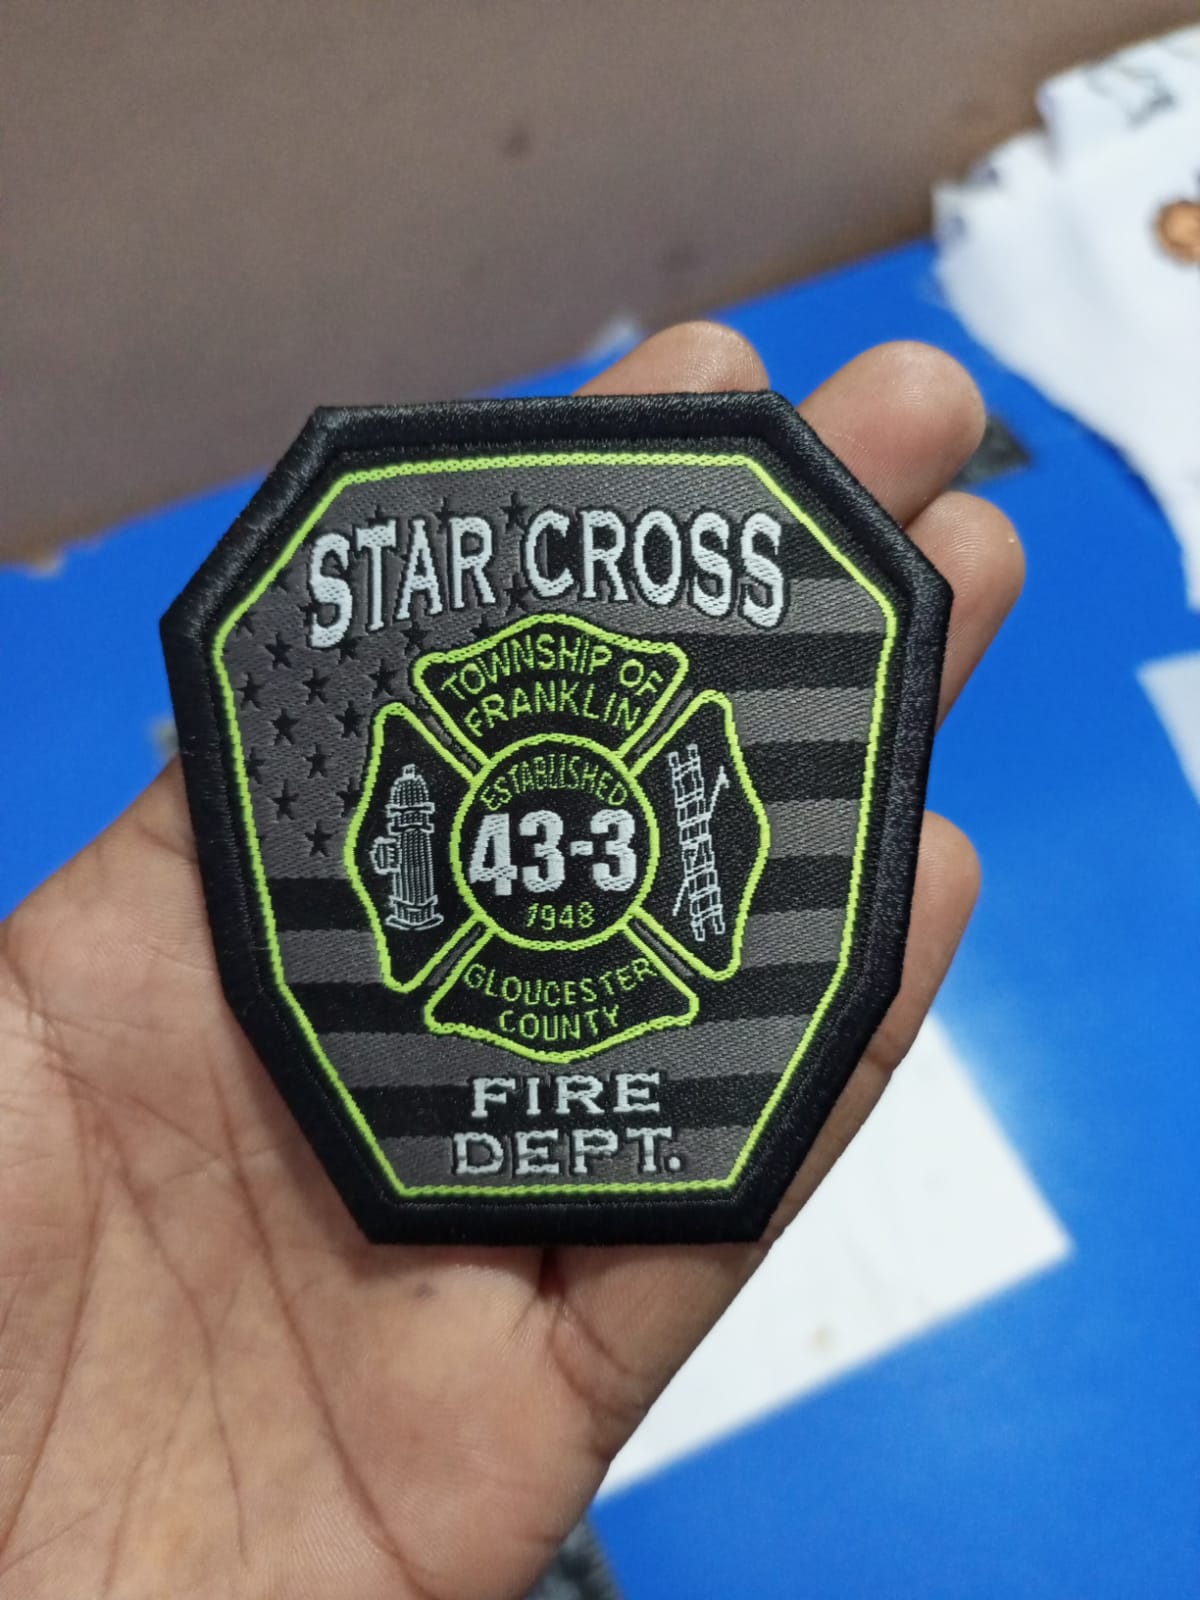 STAR CROSS
TOWNSHIP OF
FRANKLIN
ESTABLISHED
43-3
1948
GLOUCESTER
COUNTY
FIRE
DEPT.